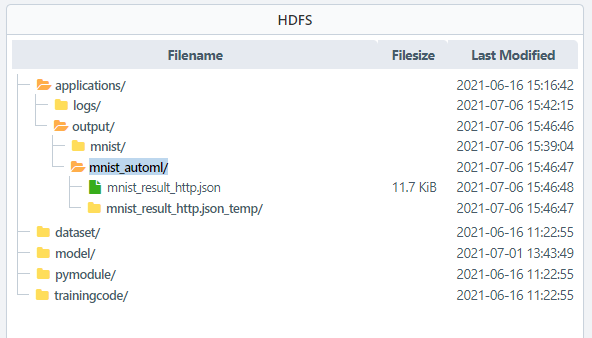 HDFS
Filename Filesize Last Modified
applications/ 2021-06-16 15:16:42
logs/ 2021-07-06 15:42:15
output/ 2021-07-06 15:46:46
mnist/ 2021-07-06 15:39:04
mnist_automl/ 2021-07-06 15:46:47
mnist_result_http.json 11.7 KiB 2021-07-06 15:46:48
mnist_result_http.json_temp/ 2021-07-06 15:46:47
dataset/ 2021-06-16 11:22:55
model/ 2021-07-01 13:43:49
pymodule/ 2021-06-16 11:22:55
trainingcode/ 2021-06-16 11:22:55